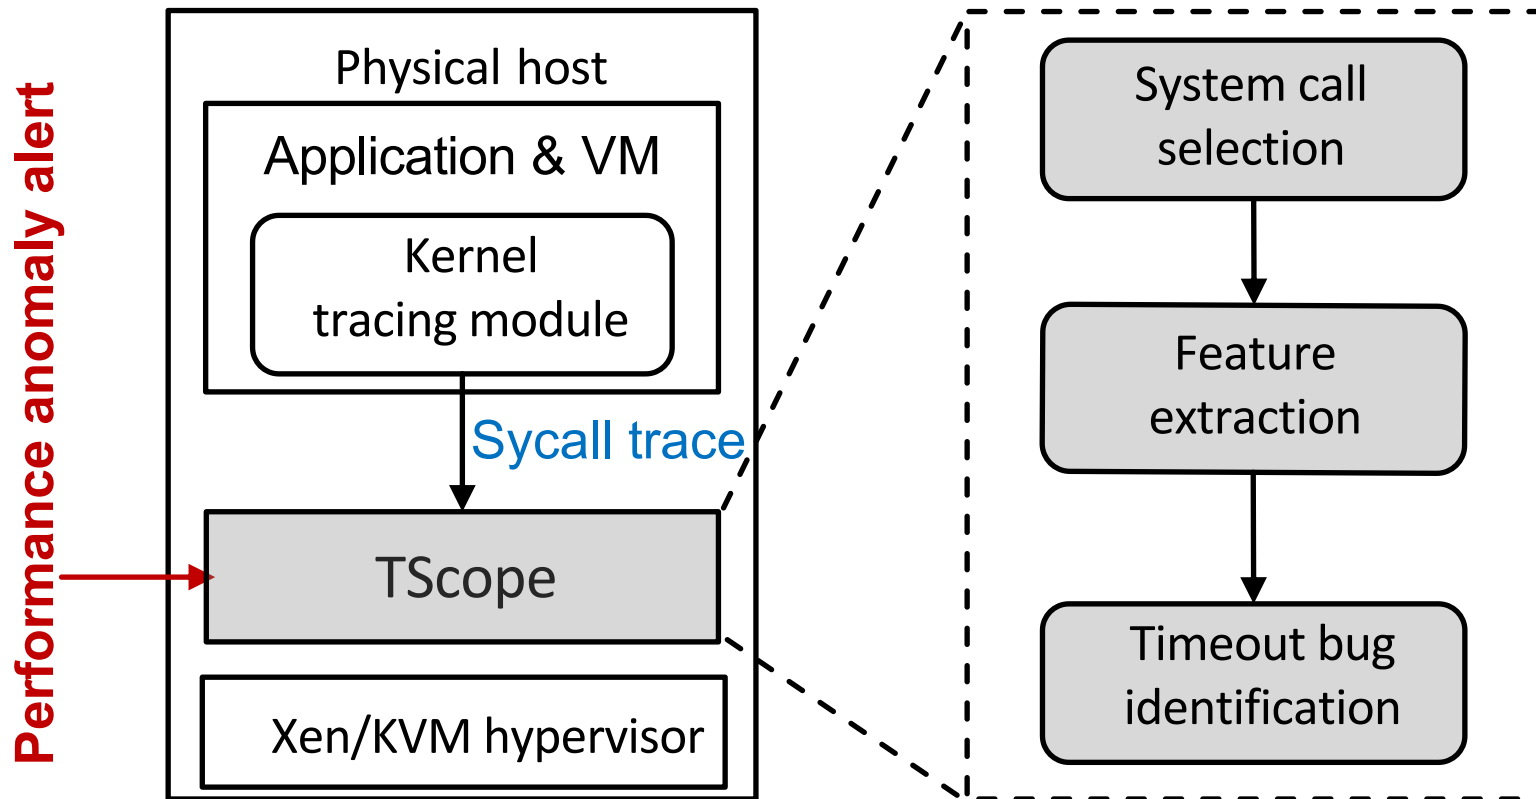 Performance anomaly alert
Physical host
Application & VM
Kernel
tracing module
Sycall trace
TScope
Xen/KVM hypervisor
System call
selection
Feature
extraction
Timeout bug
identification